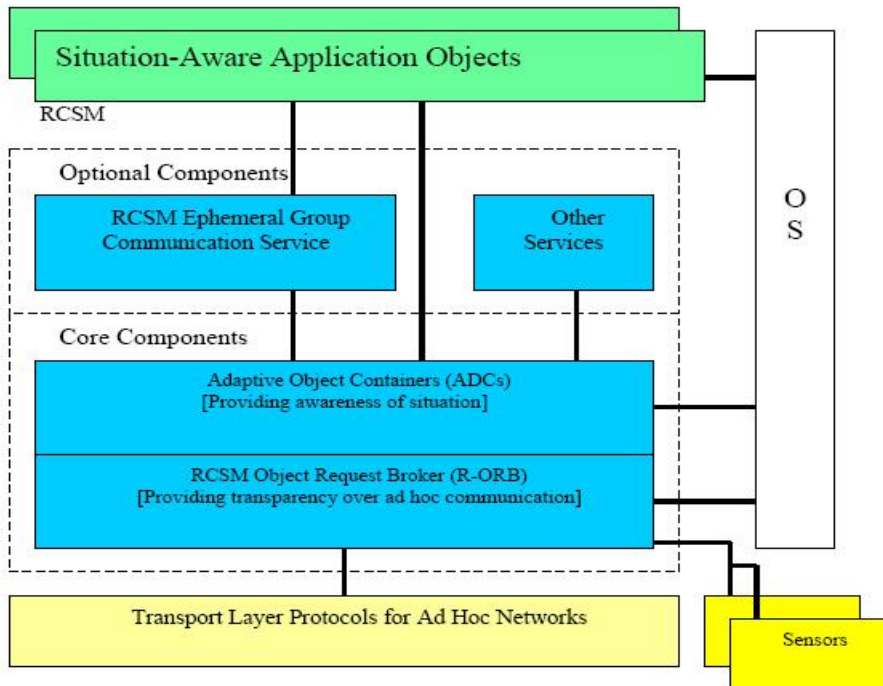 Situation-Aware Application Objects
RCSM
Optional Components
RCSM Ephemeral Group
Communication Service
Other
Services
O
S
Core Components
Adaptive Object Containers (ADCs)
[Providing awareness of situation]
RCSM Object Request Broker (R-ORB)
[Providing transparency over ad hoc communication]
Transport Layer Protocols for Ad Hoc Networks
Sensors